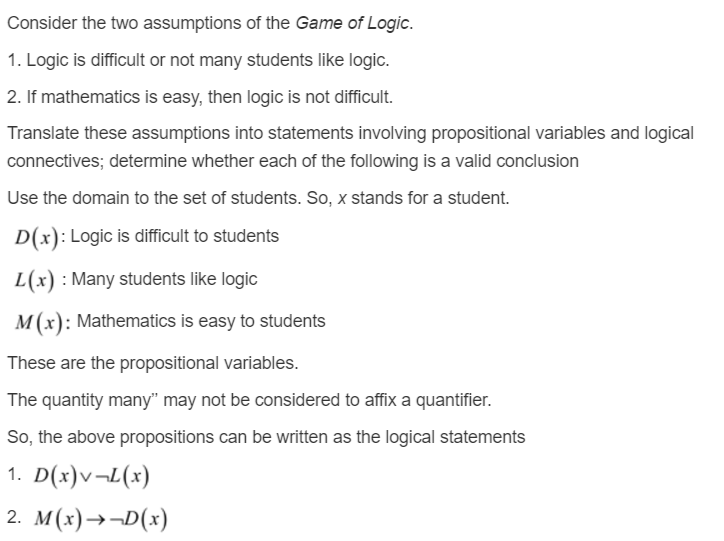 Consider the two assumptions of the Game of Logic.
1. Logic is difficult or not many students like logic.
2. If mathematics is easy, then logic is not difficult.
Translate these assumptions into statements involving propositional variables and logical
connectives; determine whether each of the following is a valid conclusion
Use the domain to the set of students. So, x stands for a student.
D(x): Logic is difficult to students
L(x) : Many students like logic
M(x): Mathematics is easy to students
These are the propositional variables.
The quantity many” may not be considered to affix a quantifier.
So, the above propositions can be written as the logical statements
1. D(x)∨¬L(x)
2. M(x)→¬D(x)